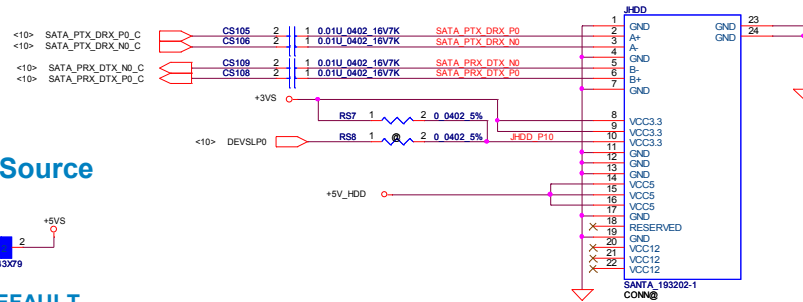 JHDD
<10> SATA_PTX_DRX_P0_C CS105 2 1 0.01U_0402_16V7K SATA_PTX_DRX_P0
<10> SATA_PTX_DRX_N0_C CS106 2 1 0.01U_0402_16V7K SATA_PTX_DRX_N0
<10> SATA_PRX_DTX_N0_C CS109 2 1 0.01U_0402_16V7K SATA_PRX_DTX_N0
<10> SATA_PRX_DTX_P0_C CS108 2 1 0.01U_0402_16V7K SATA_PRX_DTX_P0
1 GND GND 23
2 A+ GND 24
3 A-
4 GND
5 B-
6 B+
7 GND
+3VS
RS7 1 2 0_0402_5%
<10> DEVSLP0 RS8 1 @ 2 0_0402_5% JHDD_P10
8 VCC3.3
9 VCC3.3
10 VCC3.3
11 GND
12 GND
13 GND
14 VCC5
+5V_HDD 15 VCC5
16 VCC5
17 GND
18 RESERVED
19 GND
20 VCC12
21 VCC12
22 VCC12
SANTA_193202-1
CONN@
Source
+5VS
2
43X79